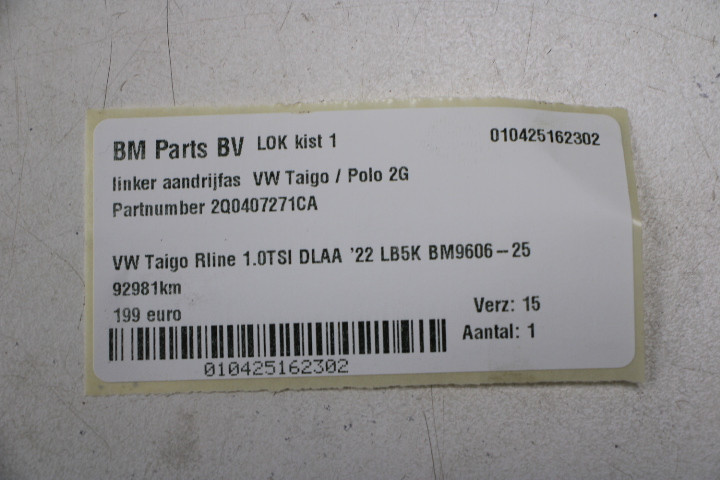 BM Parts BV LOK kist 1 010425162302
linker aandrijfas VW Taigo / Polo 2G
Partnumber 2Q0407271CA
VW Taigo Rline 1.0TSI DLAA '22 LB5K BM9606-25
92981km
199 euro Verz: 15
Aantal: 1
010425162302